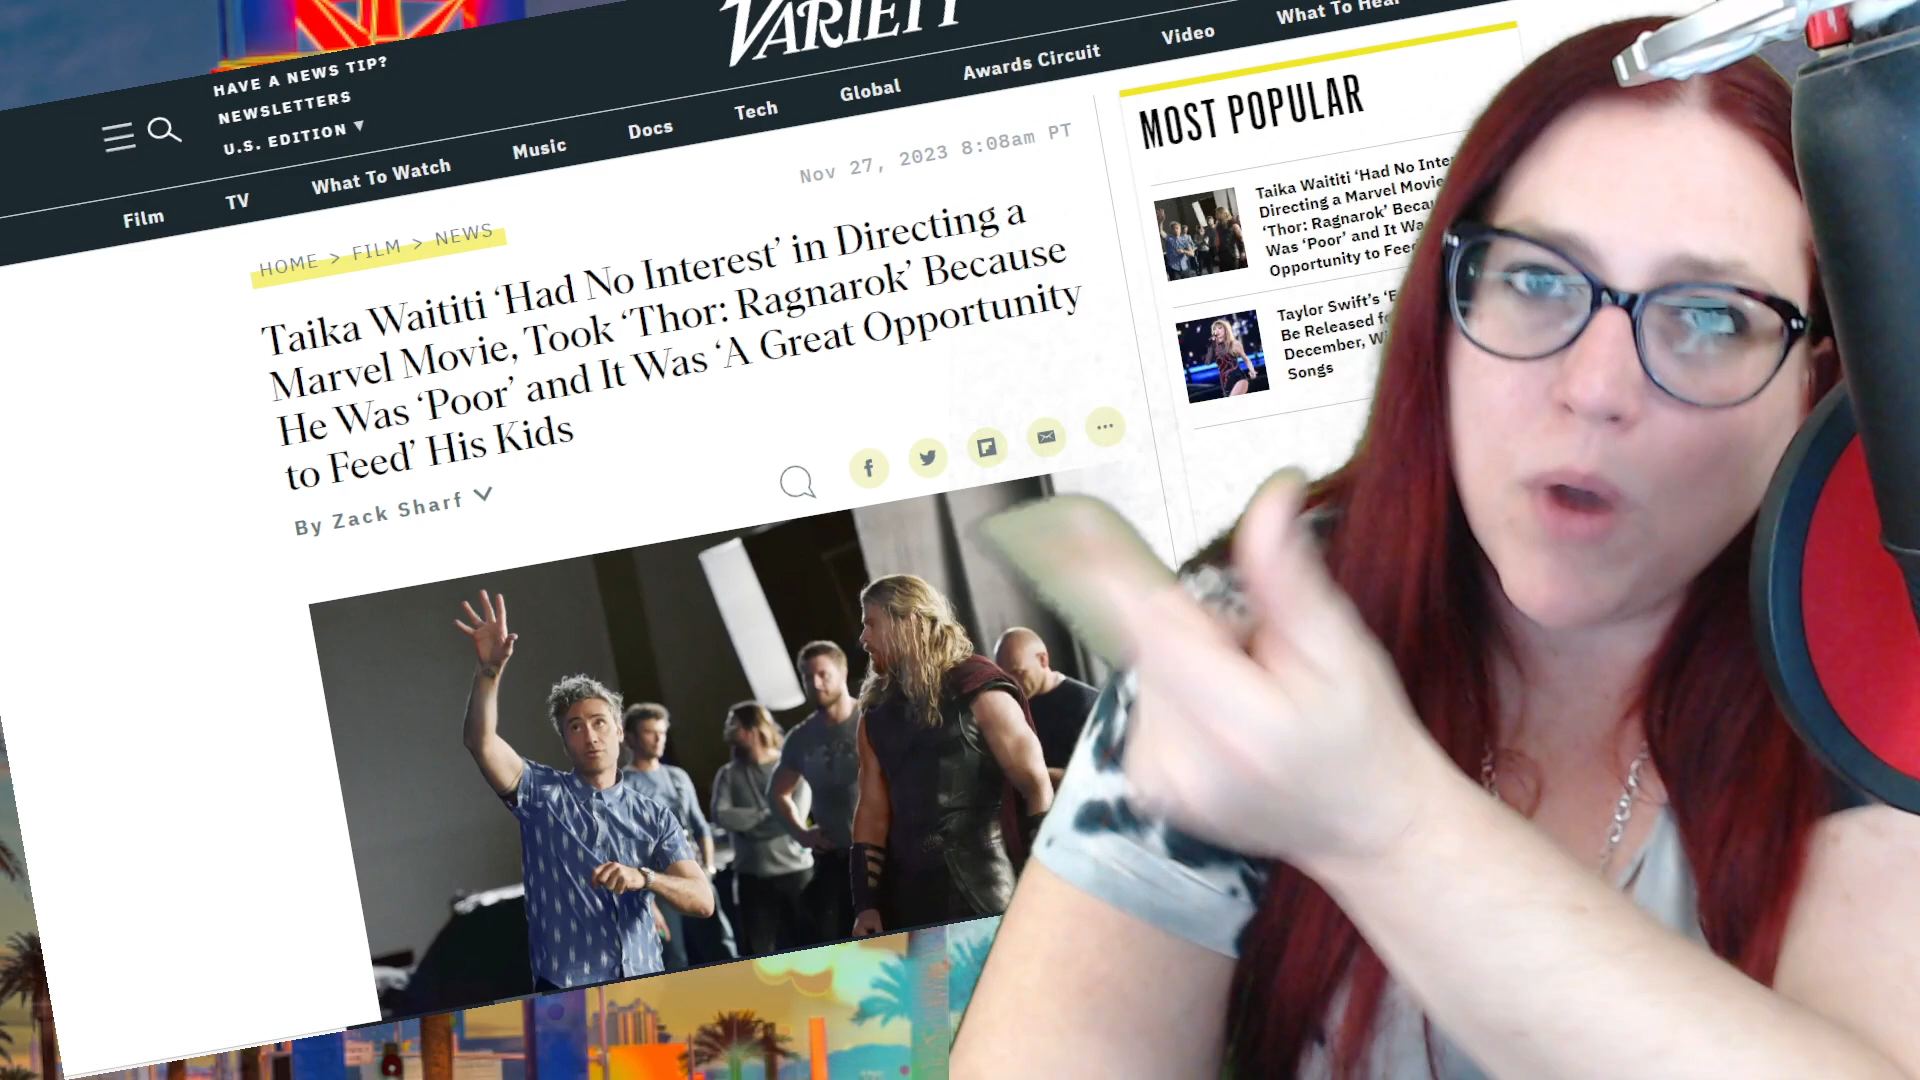 VARIETY
HAVE A NEWS TIP?
NEWSLETTERS
U.S. EDITION
Film
TV
What To Watch
Music
Docs
Tech
Global
Awards Circuit
Video
What To Hear
Nov 27, 2023 8:08am PT
HOME > FILM > NEWS
Taika Waititi ‘Had No Interest’ in Directing a
Marvel Movie, Took ‘Thor: Ragnarok’ Because
He Was ‘Poor’ and It Was ‘A Great Opportunity
to Feed’ His Kids
By Zack Sharf
MOST POPULAR
Taika Waititi ‘Had No
Directing a Marvel Movie
‘Thor: Ragnarok’
Was ‘Poor’ and It
Opportunity to
Taylor Swift’s
Be Released
December,
Songs